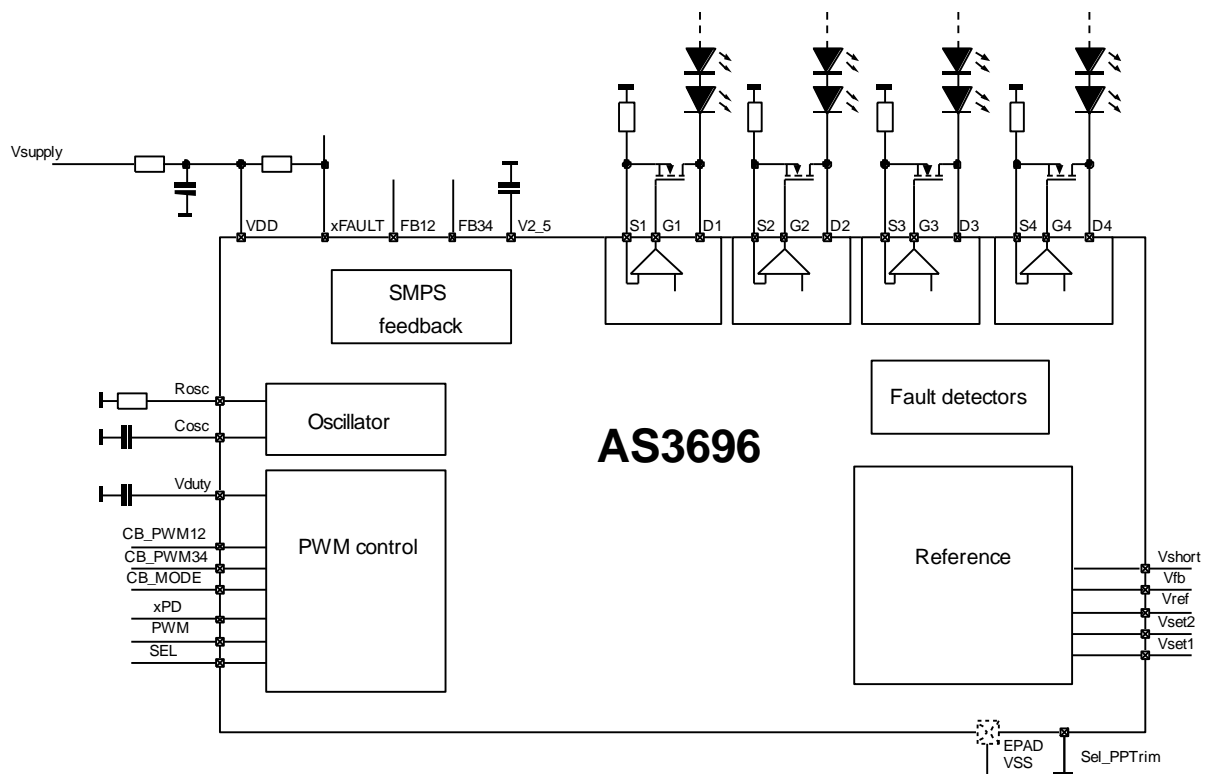 Vsupply
VDD
xFAULT
FB12
FB34
V2_5
S1
G1
D1
S2
G2
D2
S3
G3
D3
S4
G4
D4
SMPS
feedback
Rosc
Cosc
Oscillator
Fault detectors
AS3696
Vduty
CB_PWM12
CB_PWM34
CB_MODE
xPD
PWM
SEL
PWM control
Reference
Vshort
Vfb
Vref
Vset2
Vset1
EPAD
VSS
Sel_PPTrim